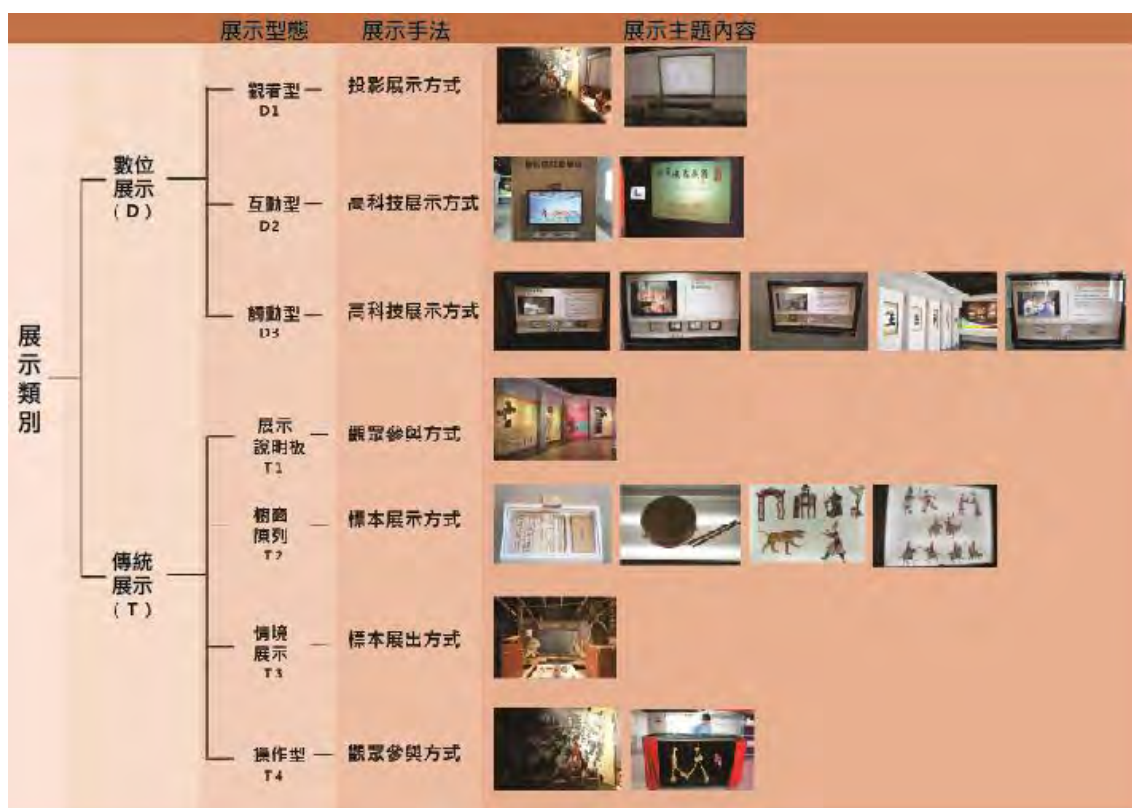 展示型態 展示手法 展示主題內容
展示類別
數位
展示
(D)
觀看型 投影展示方式
D1
互動型 高科技展示方式
D2
觸動型 高科技展示方式
D3
傳統
展示
(T)
展示
說明板 觀眾參與方式
T1
櫥窗
陳列 標本展示方式
T2
情境
展示 標本展出方式
T3
操作型 觀眾參與方式
T4